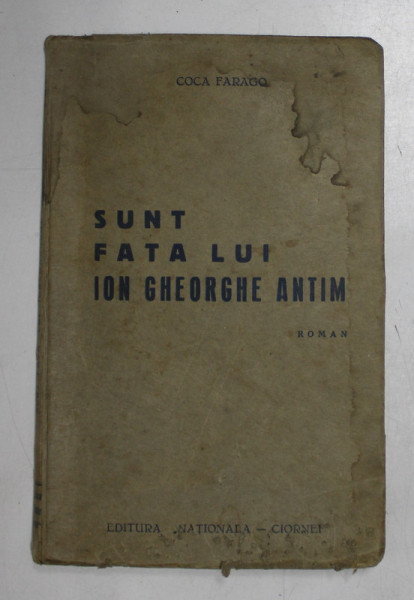 COCA FARAGO
SUNT
FATA LUI
ION GHEORGHE ANTIM
ROMAN
EDITURA „NAȚIONALA — CIORNEI"